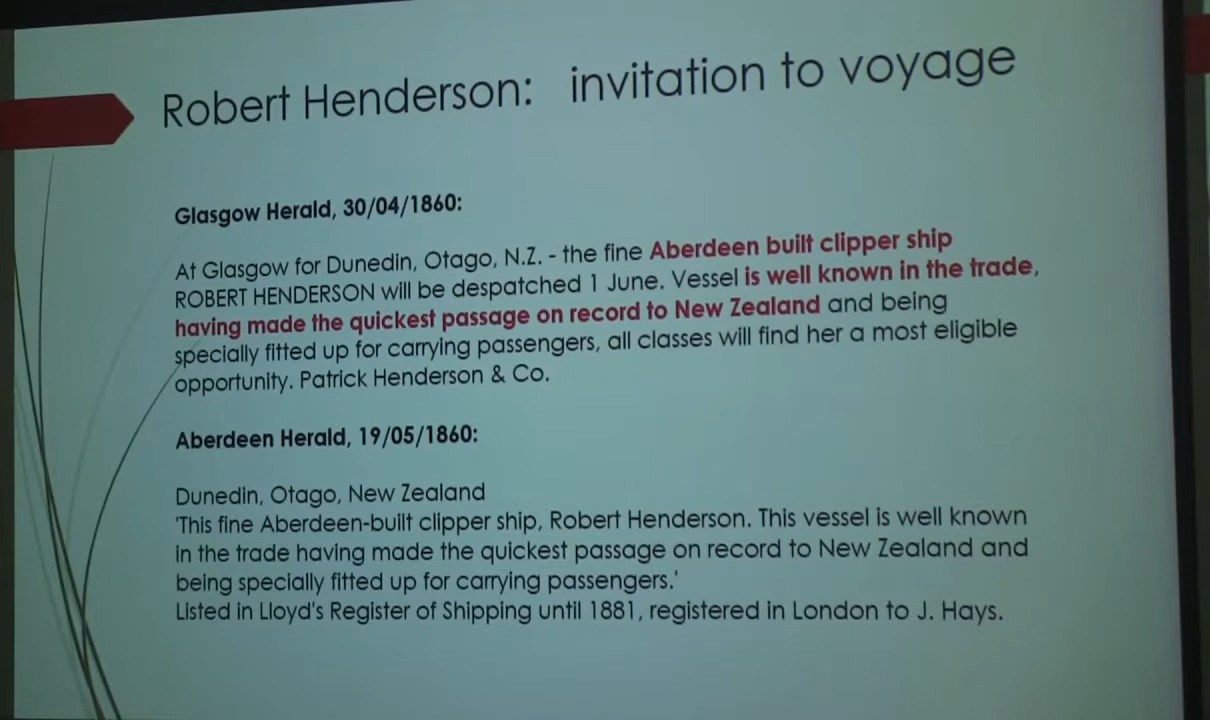 Robert Henderson: invitation to voyage
Glasgow Herald, 30/04/1860:
At Glasgow for Dunedin, Otago, N.Z. - the fine Aberdeen built clipper ship
ROBERT HENDERSON will be despatched 1 June. Vessel is well known in the trade,
having made the quickest passage on record to New Zealand and being
specially fitted up for carrying passengers, all classes will find her a most eligible
opportunity. Patrick Henderson & Co.
Aberdeen Herald, 19/05/1860:
Dunedin, Otago, New Zealand
'This fine Aberdeen-built clipper ship, Robert Henderson. This vessel is well known
in the trade having made the quickest passage on record to New Zealand and
being specially fitted up for carrying passengers.'
Listed in Lloyd's Register of Shipping until 1881, registered in London to J. Hays.